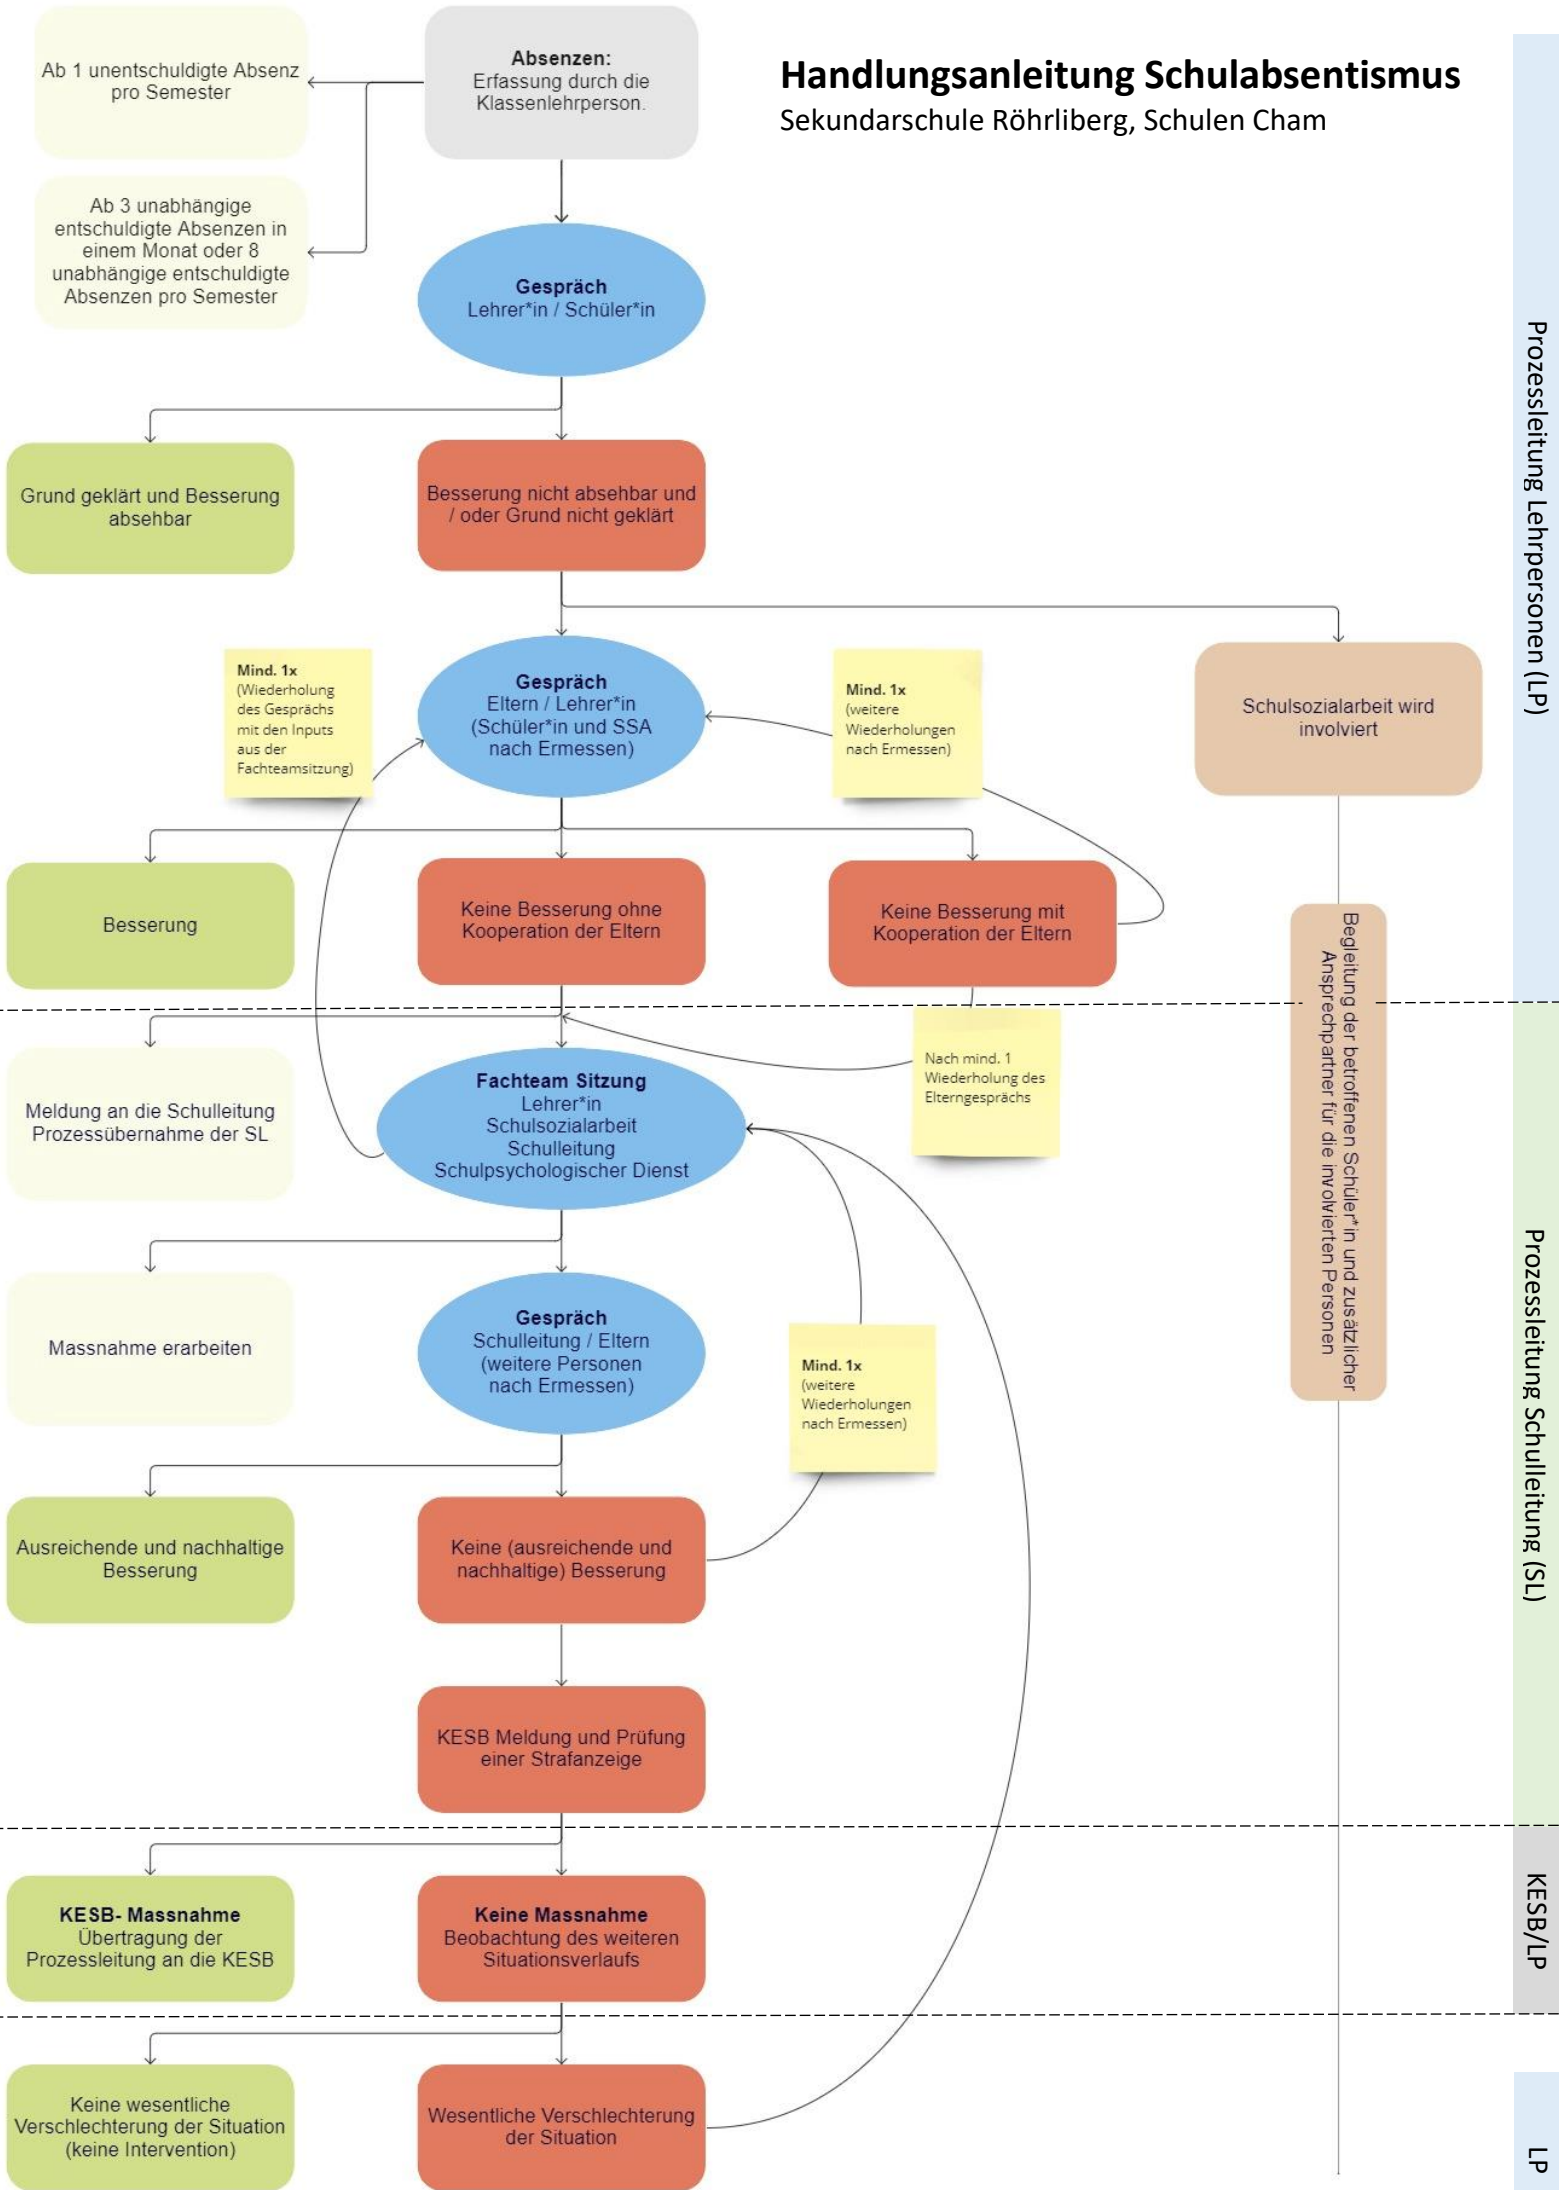 Handlungsanleitung Schulabsentismus
Sekundarschule Röhrliberg, Schulen Cham
Absenzen:
Erfassung durch die
Klassenlehrperson.
Ab 1 unentschuldigte Absenz
pro Semester
Ab 3 unabhängige
entschuldigte Absenzen in
einem Monat oder 8
unabhängige entschuldigte
Absenzen pro Semester
Gespräch
Lehrer*in / Schüler*in
Grund geklärt und Besserung
absehbar
Besserung nicht absehbar und
/ oder Grund nicht geklärt
Prozessleitung Lehrpersonen (LP)
Mind. 1x
(Wiederholung
des Gesprächs
mit den Inputs
aus der
Fachteamsitzung)
Gespräch
Eltern / Lehrer*in
(Schüler*in und SSA
nach Ermessen)
Mind. 1x
(weitere
Wiederholungen
nach Ermessen)
Schulsozialarbeit wird
involviert
Besserung
Keine Besserung ohne
Kooperation der Eltern
Keine Besserung mit
Kooperation der Eltern
Begleitung der betroffenen Schüler*in und zusätzlicher
Ansprechpartner für die involvierten Personen
Meldung an die Schulleitung
Prozessübernahme der SL
Fachteam Sitzung
Lehrer*in
Schulsozialarbeit
Schulleitung
Schulpsychologischer Dienst
Nach mind. 1
Wiederholung des
Elterngesprächs
Massnahme erarbeiten
Gespräch
Schulleitung / Eltern
(weitere Personen
nach Ermessen)
Mind. 1x
(weitere
Wiederholungen
nach Ermessen)
Prozessleitung Schulleitung (SL)
Ausreichende und nachhaltige
Besserung
Keine (ausreichende und
nachhaltige) Besserung
KESB Meldung und Prüfung
einer Strafanzeige
KESB- Massnahme
Übertragung der
Prozessleitung an die KESB
Keine Massnahme
Beobachtung des weiteren
Situationsverlaufs
KESB/LP
Keine wesentliche
Verschlechterung der Situation
(keine Intervention)
Wesentliche Verschlechterung
der Situation
LP